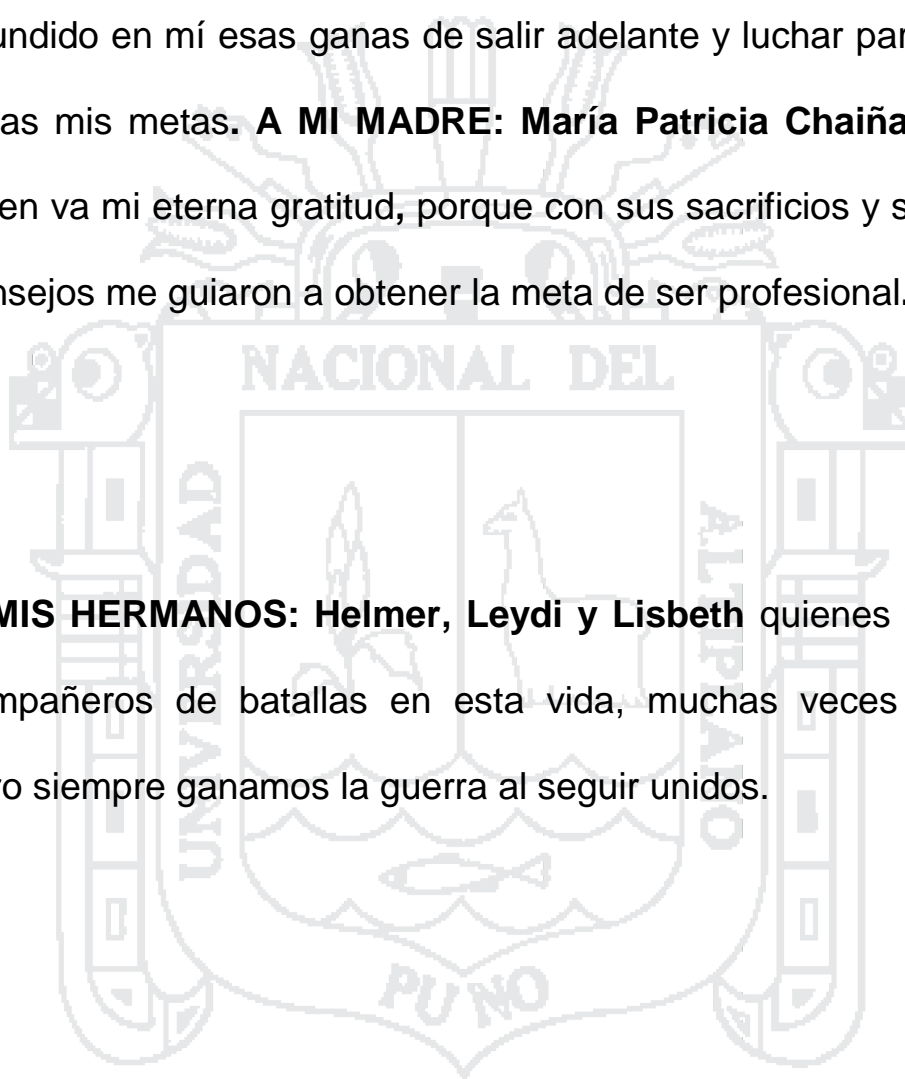 undido en mí esas ganas de salir adelante y luchar par
as mis metas. A MI MADRE: María Patricia Chaiña
en va mi eterna gratitud, porque con sus sacrificios y s
nsejos me guiaron a obtener la meta de ser profesional.
NACIONAL DEL
UNIVERSDAD
ALTIPLANO
MIS HERMANOS: Helmer, Leydi y Lisbeth quienes
mpañeros de batallas en esta vida, muchas veces
ro siempre ganamos la guerra al seguir unidos.
PUNO